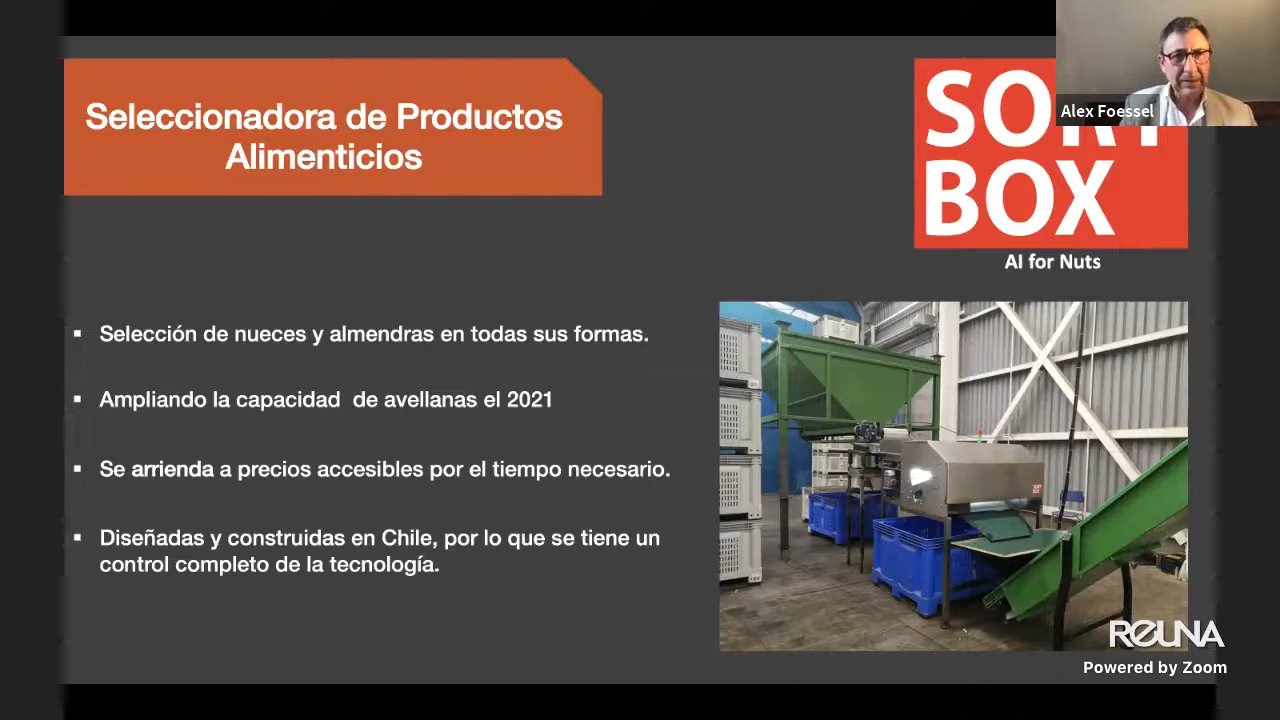 Seleccionadora de Productos
Alimenticios
SO
BOX
AI for Nuts
Alex Foessel
▪ Selección de nueces y almendras en todas sus formas.
▪ Ampliando la capacidad de avellanas el 2021
▪ Se arrienda a precios accesibles por el tiempo necesario.
▪ Diseñadas y construidas en Chile, por lo que se tiene un
control completo de la tecnología.
SORT
BOX
REUNA
Powered by Zoom